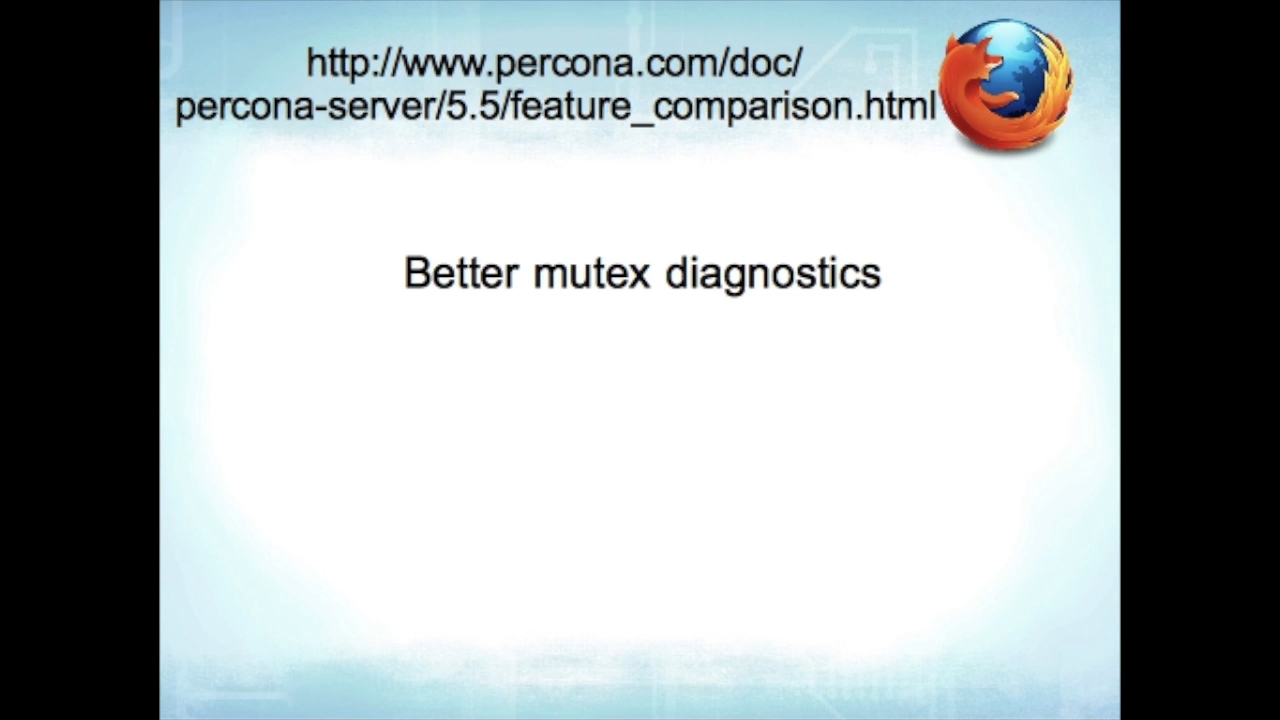 http://www.percona.com/doc/
percona-server/5.5/feature_comparison.html
Better mutex diagnostics